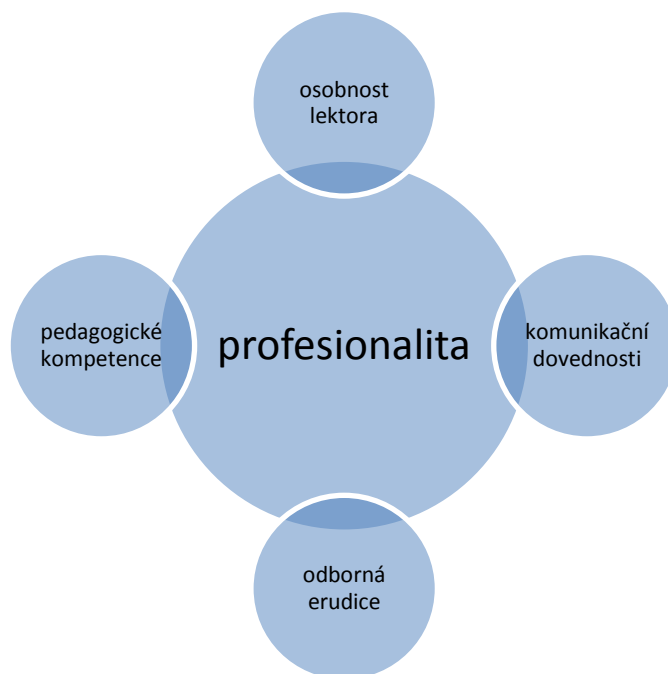 osobnost
lektora
pedagogické
kompetence
profesionalita
komunikační
dovednosti
odborná
erudice